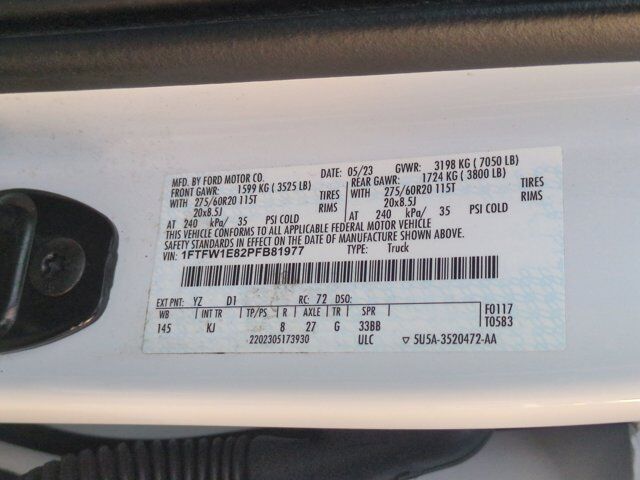 MFD. BY FORD MOTOR CO. DATE: 05/23 GVWR: 3198 KG ( 7050 LB)
FRONT GAWR: 1599 KG ( 3525 LB) REAR GAWR: 1724 KG ( 3800 LB)
WITH 275/60R20 115T TIRES WITH 275/60R20 115T TIRES
20x8.5J RIMS 20x8.5J RIMS
AT 240 kPa/ 35 PSI COLD AT 240 kPa/ 35 PSI COLD
THIS VEHICLE CONFORMS TO ALL APPLICABLE FEDERAL MOTOR VEHICLE
SAFETY STANDARDS IN EFFECT ON THE DATE OF MANUFACTURE SHOWN ABOVE.
VIN: 1FTFW1E82PFB81977 TYPE: Truck
EXT PNT: YZ D1 RC: 72 DSO:
WB INT TR TP/PS R AXLE TR SPR F0117
145 KJ 8 27 G 33BB T0583
2202305173930 ULC 5U5A-3520472-AA